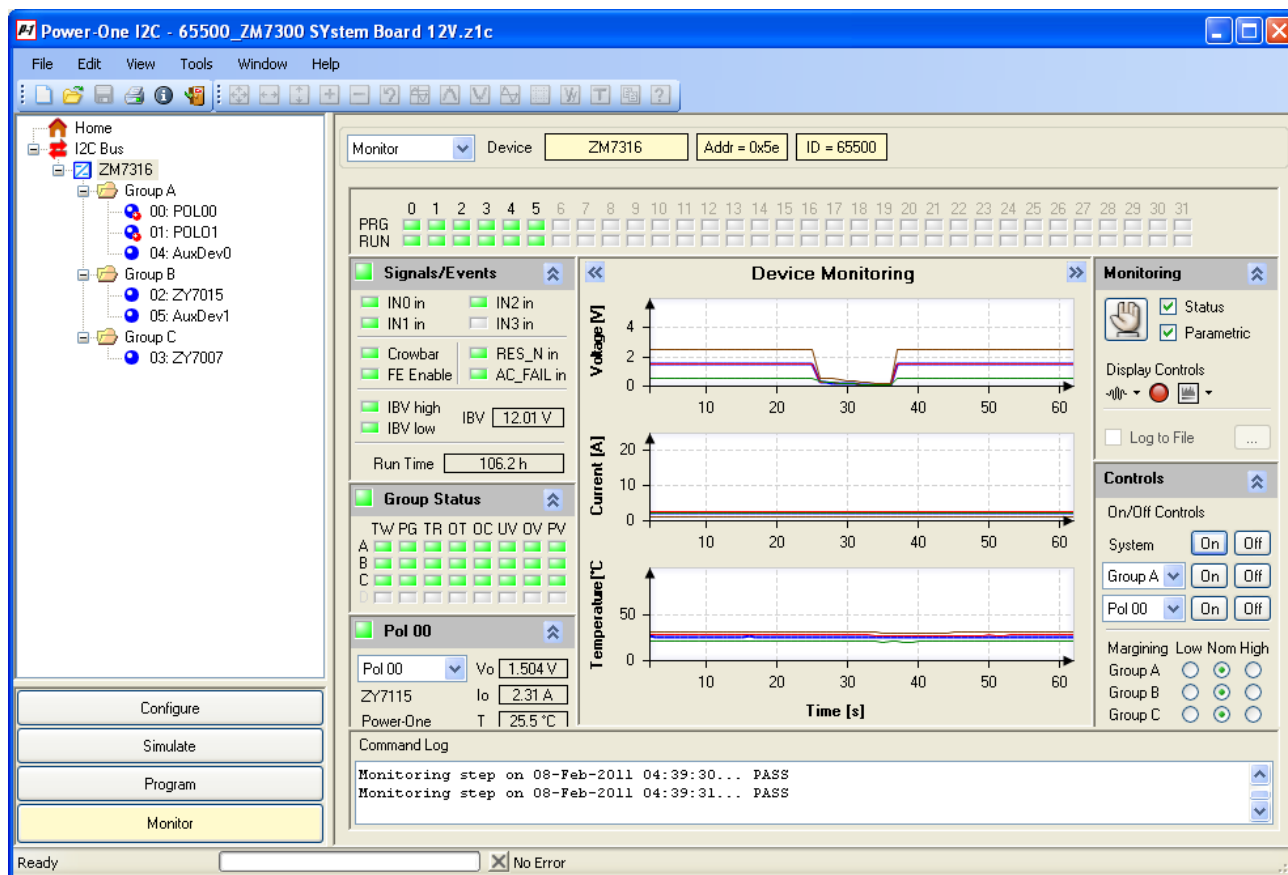 Power-One I2C - 65500_ZM7300 SYstem Board 12V.z1c
File Edit View Tools Window Help
Home
I2C Bus
ZM7316
Group A
00: POL00
01: POL01
04: AuxDev0
Group B
02: ZY7015
05: AuxDev1
Group C
03: ZY7007
Configure
Simulate
Program
Monitor
Monitor Device ZM7316 Addr = 0x5e ID = 65500
0 1 2 3 4 5 6 7 8 9 10 11 12 13 14 15 16 17 18 19 20 21 22 23 24 25 26 27 28 29 30 31
PRG
RUN
Signals/Events
IN0 in IN2 in
IN1 in IN3 in
Crowbar RES_N in
FE Enable AC_FAIL in
IBV high
IBV 12.01 V
IBV low
Run Time 106.2 h
Group Status
TW PG TR OT OC UV OV PV
A
B
C
D
Pol 00
Pol 00 Vo 1.504 V
ZY7115 Io 2.31 A
Power-One T 25.5 °C
Device Monitoring
Voltage [V]
4
2
0
10 20 30 40 50 60
Current [A]
20
10
0
10 20 30 40 50 60
Temperature[°C
50
0
10 20 30 40 50 60
Time [s]
Monitoring
Status
Parametric
Display Controls
Log to File ...
Controls
On/Off Controls
System On Off
Group A On Off
Pol 00 On Off
Margining Low Nom High
Group A
Group B
Group C
Command Log
Monitoring step on 08-Feb-2011 04:39:30... PASS
Monitoring step on 08-Feb-2011 04:39:31... PASS
Ready No Error